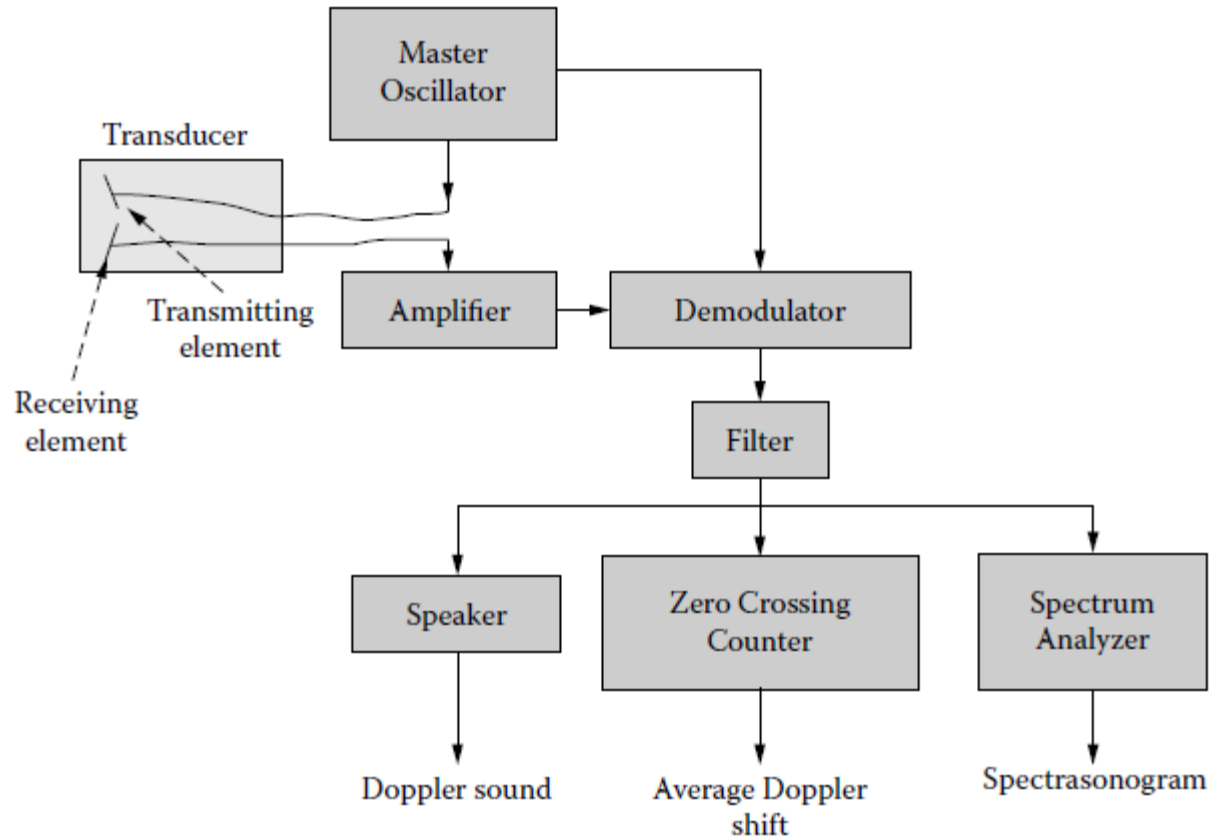 Master
Oscillator
Transducer
Transmitting
element
Receiving
element
Amplifier
Demodulator
Filter
Speaker
Zero Crossing
Counter
Spectrum
Analyzer
Doppler sound
Average Doppler
shift
Spectrasonogram